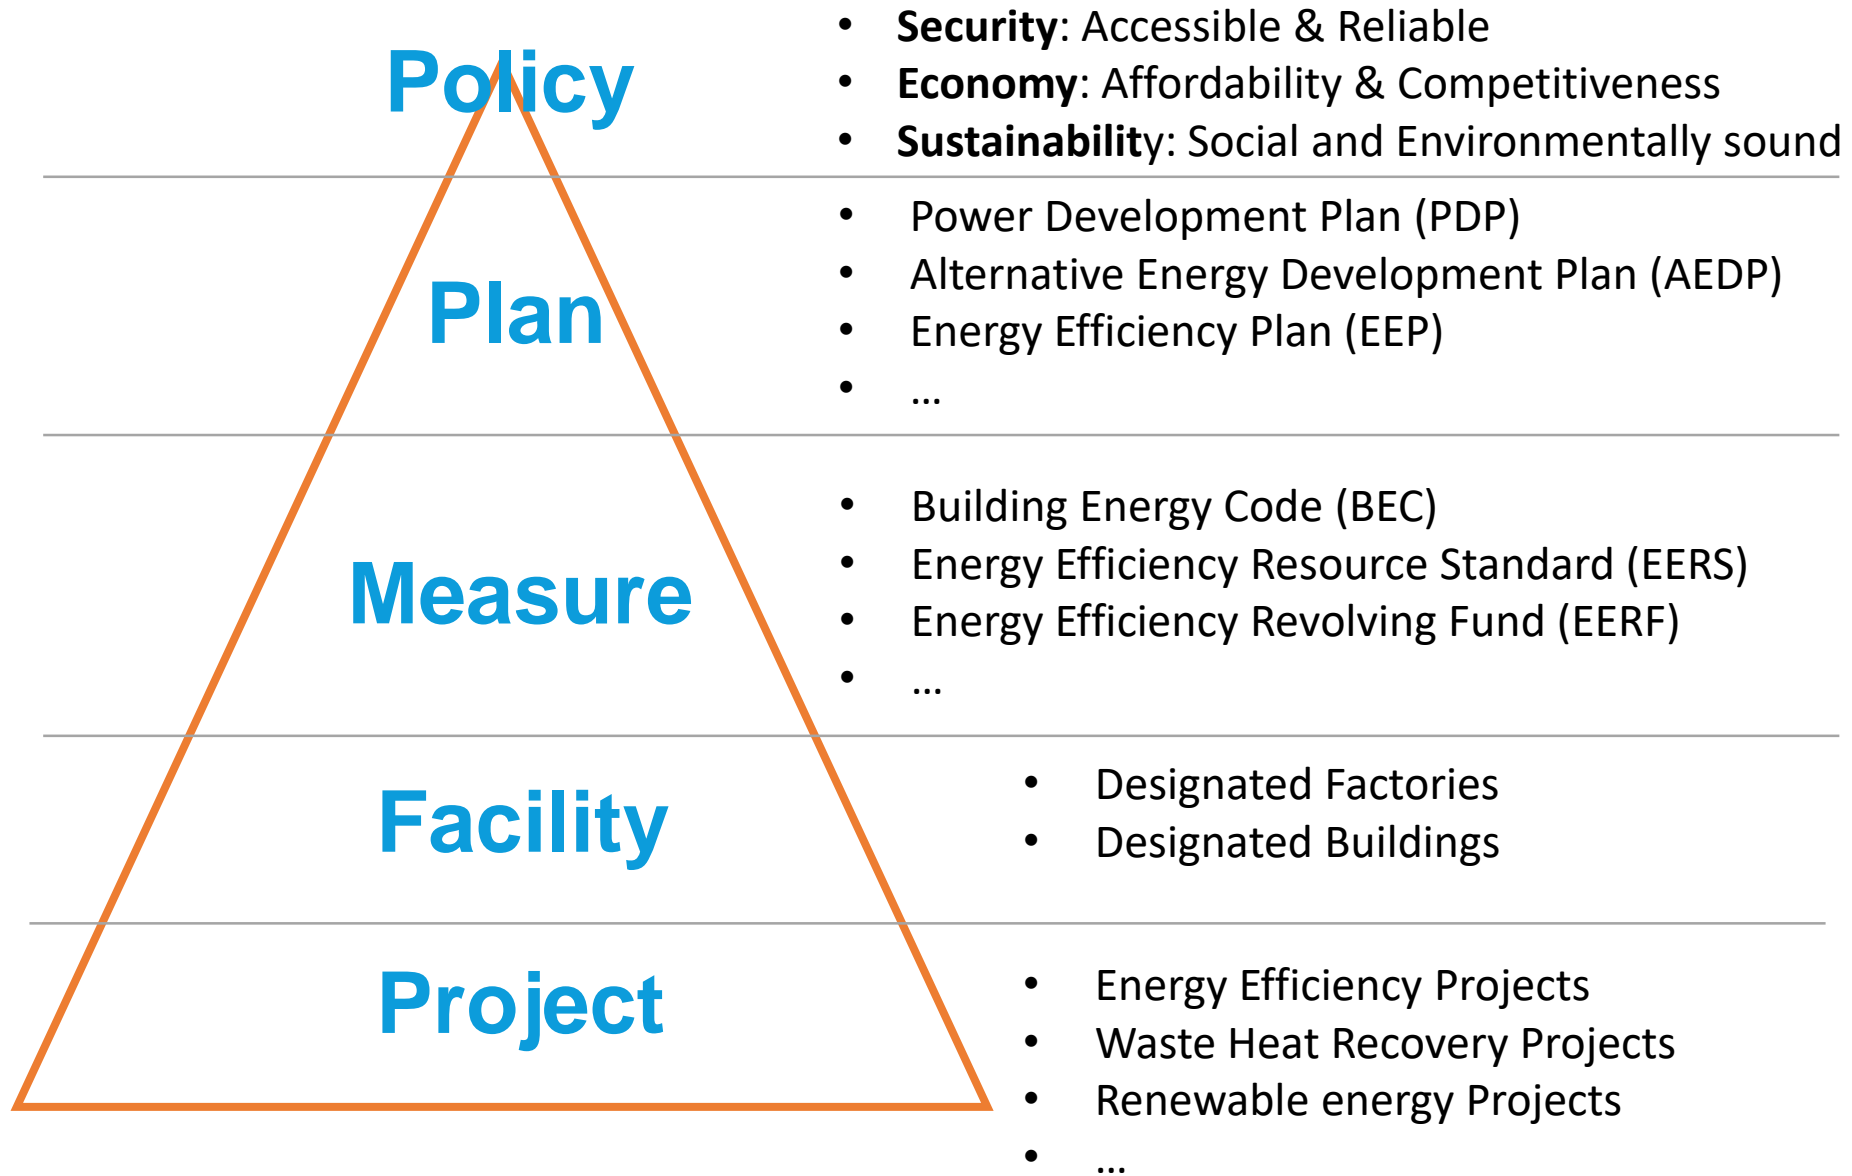 Policy
• Security: Accessible & Reliable
• Economy: Affordability & Competitiveness
• Sustainability: Social and Environmentally sound
Plan
• Power Development Plan (PDP)
• Alternative Energy Development Plan (AEDP)
• Energy Efficiency Plan (EEP)
• ...
Measure
• Building Energy Code (BEC)
• Energy Efficiency Resource Standard (EERS)
• Energy Efficiency Revolving Fund (EERF)
• ...
Facility
• Designated Factories
• Designated Buildings
Project
• Energy Efficiency Projects
• Waste Heat Recovery Projects
• Renewable energy Projects
• ...